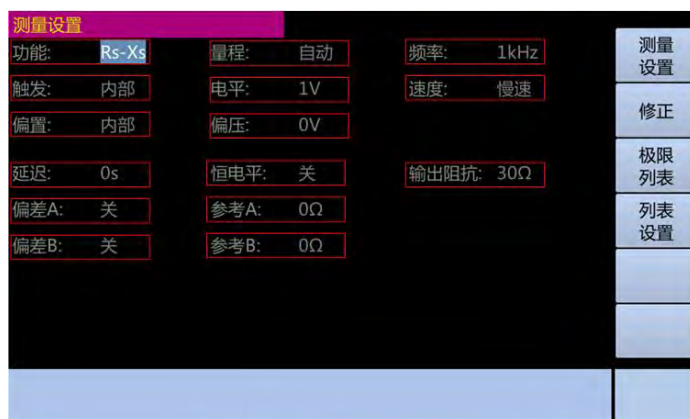 测量设置
功能: Rs-Xs 量程: 自动 频率: 1kHz
触发: 内部 电平: 1V 速度: 慢速
偏置: 内部 偏压: 0V
延迟: 0s 恒电平: 关 输出阻抗: 30Ω
偏差A: 关 参考A: 0Ω
偏差B: 关 参考B: 0Ω
测量
设置
修正
极限
列表
列表
设置